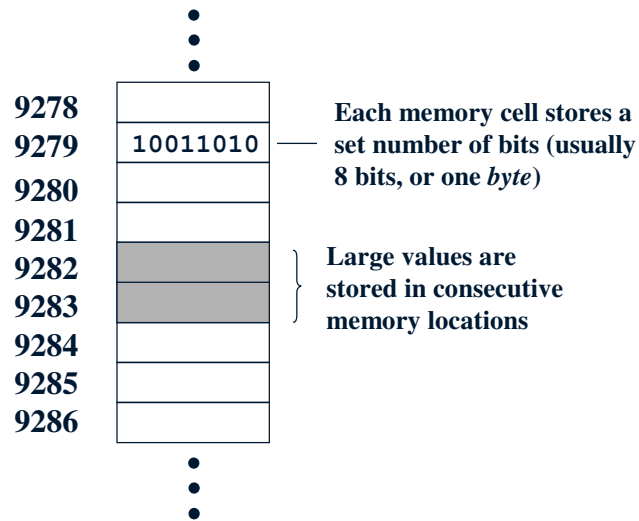 9278
9279 10011010
9280
9281
9282
9283
9284
9285
9286
Each memory cell stores a
set number of bits (usually
8 bits, or one byte)
Large values are
stored in consecutive
memory locations